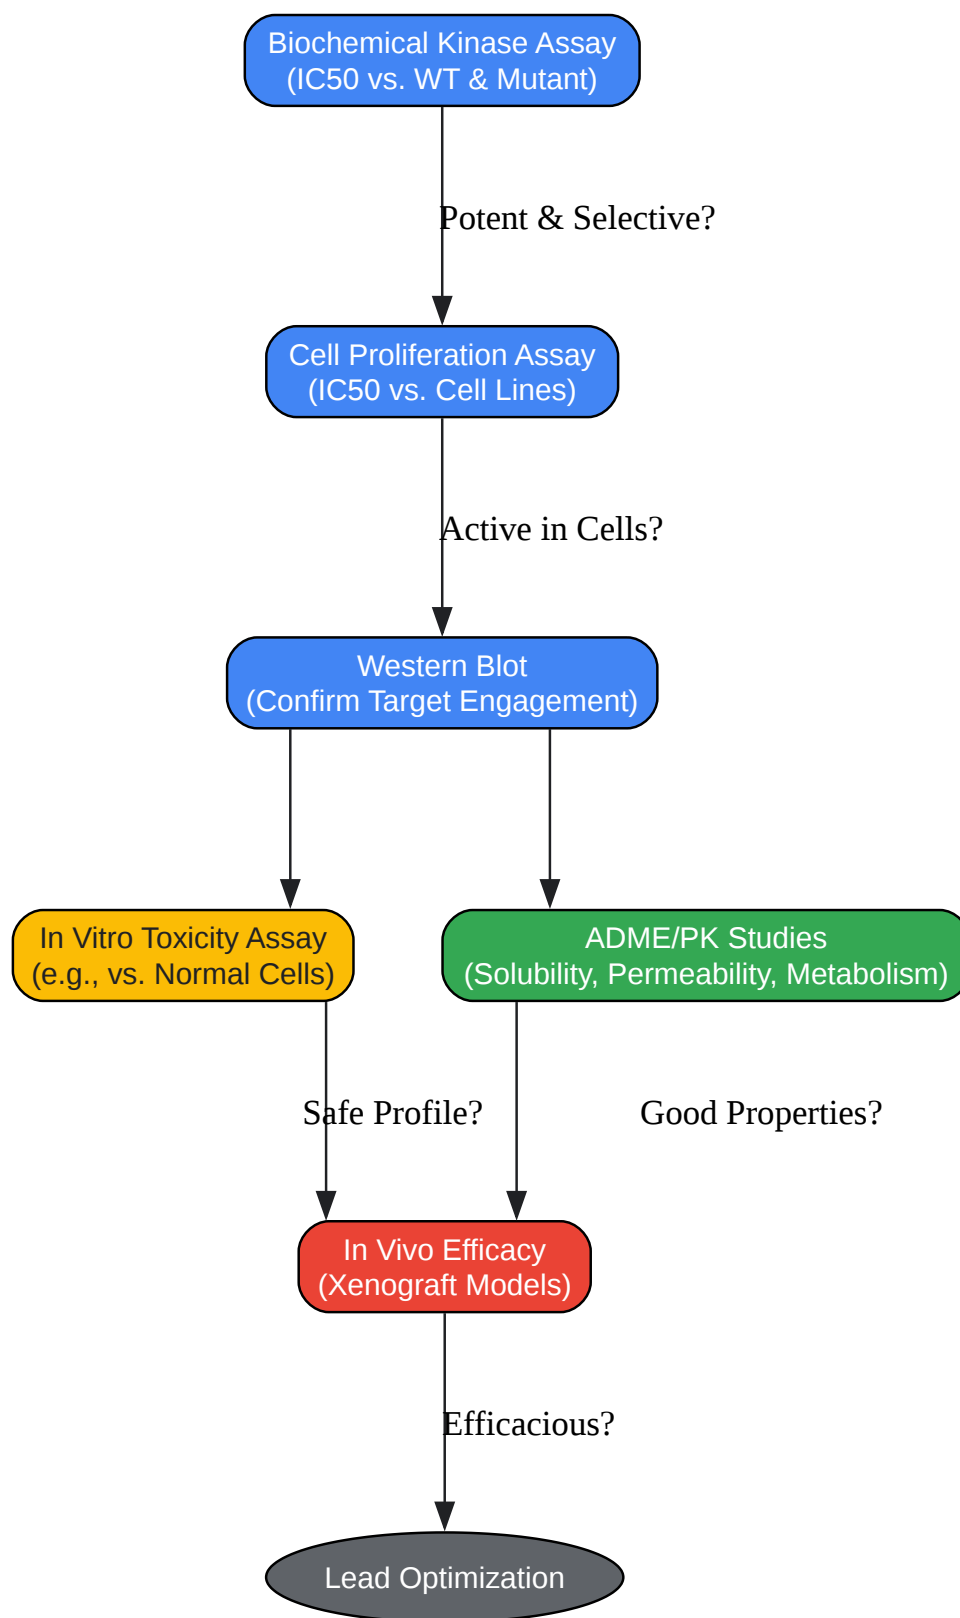 Biochemical Kinase Assay
(IC50 vs. WT & Mutant)
Potent & Selective?
Cell Proliferation Assay
(IC50 vs. Cell Lines)
Active in Cells?
Western Blot
(Confirm Target Engagement)
In Vitro Toxicity Assay
(e.g., vs. Normal Cells)
ADME/PK Studies
(Solubility, Permeability, Metabolism)
Safe Profile?
Good Properties?
In Vivo Efficacy
(Xenograft Models)
Efficacious?
Lead Optimization